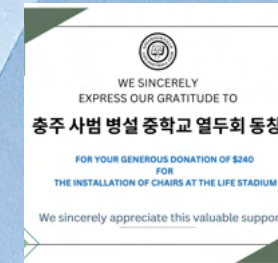 WE SINCERELY
EXPRESS OUR GRATITUDE TO
충주 사범 병설 중학교 열두회 동창
FOR YOUR GENEROUS DONATION OF $240
FOR
THE INSTALLATION OF CHAIRS AT THE LIFE STADIUM
We sincerely appreciate this valuable suppor